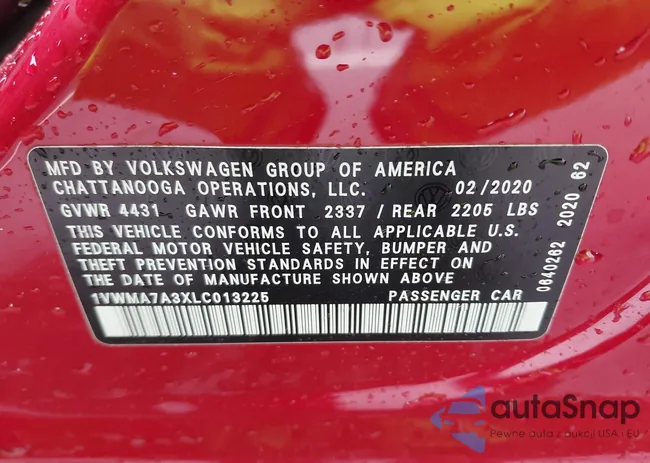 MFD BY VOLKSWAGEN GROUP OF AMERICA
CHATTANOOGA OPERATIONS, LLC. 02/2020
GVWR 4431 GAWR FRONT 2337 / REAR 2205 LBS
THIS VEHICLE CONFORMS TO ALL APPLICABLE U.S.
FEDERAL MOTOR VEHICLE SAFETY, BUMPER AND
THEFT PREVENTION STANDARDS IN EFFECT ON
THE DATE OF MANUFACTURE SHOWN ABOVE
1VWMA7A3XLC013225 PASSENGER CAR
0640262 2020 62
autoSnap
Pewne auta z aukcji USA i EU